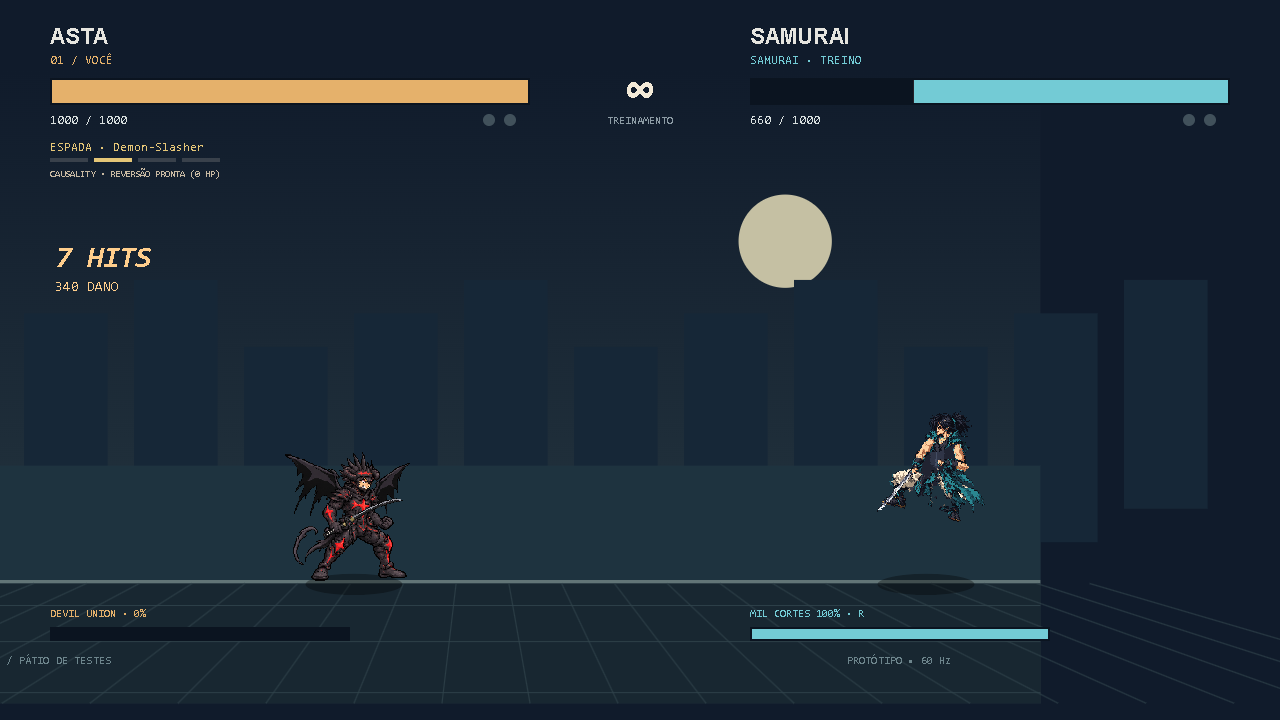 ASTA
01 / VOCÊ
1000 / 1000
ESPADA · Demon-Slasher
CAUSALITY · REVERSÃO PRONTA (0 HP)
∞
TREINAMENTO
SAMURAI
SAMURAI · TREINO
660 / 1000
7 HITS
340 DANO
DEVIL UNION · 0%
MIL CORTES 100% · R
/ PÁTIO DE TESTES
PROTÓTIPO • 60 Hz